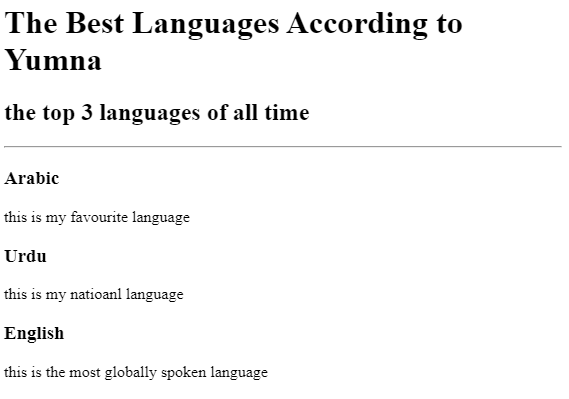 The Best Languages According to
Yumna
the top 3 languages of all time
Arabic
this is my favourite language
Urdu
this is my natioanl language
English
this is the most globally spoken language